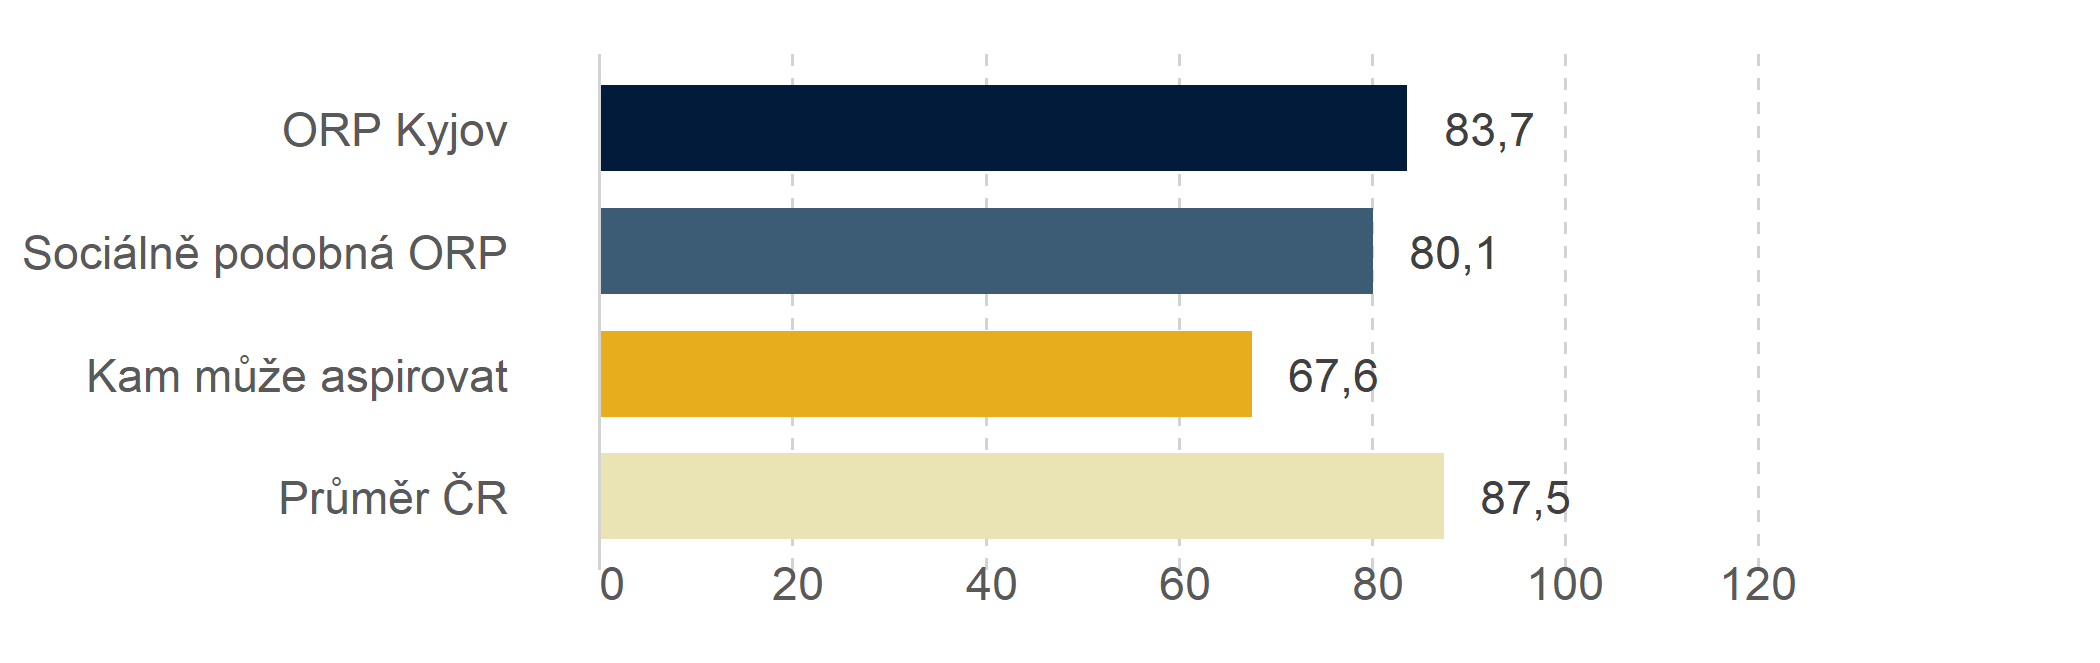 ORP Kyjov 83,7
Sociálně podobná ORP 80,1
Kam může aspirovat 67,6
Průměr ČR 87,5
0 20 40 60 80 100 120